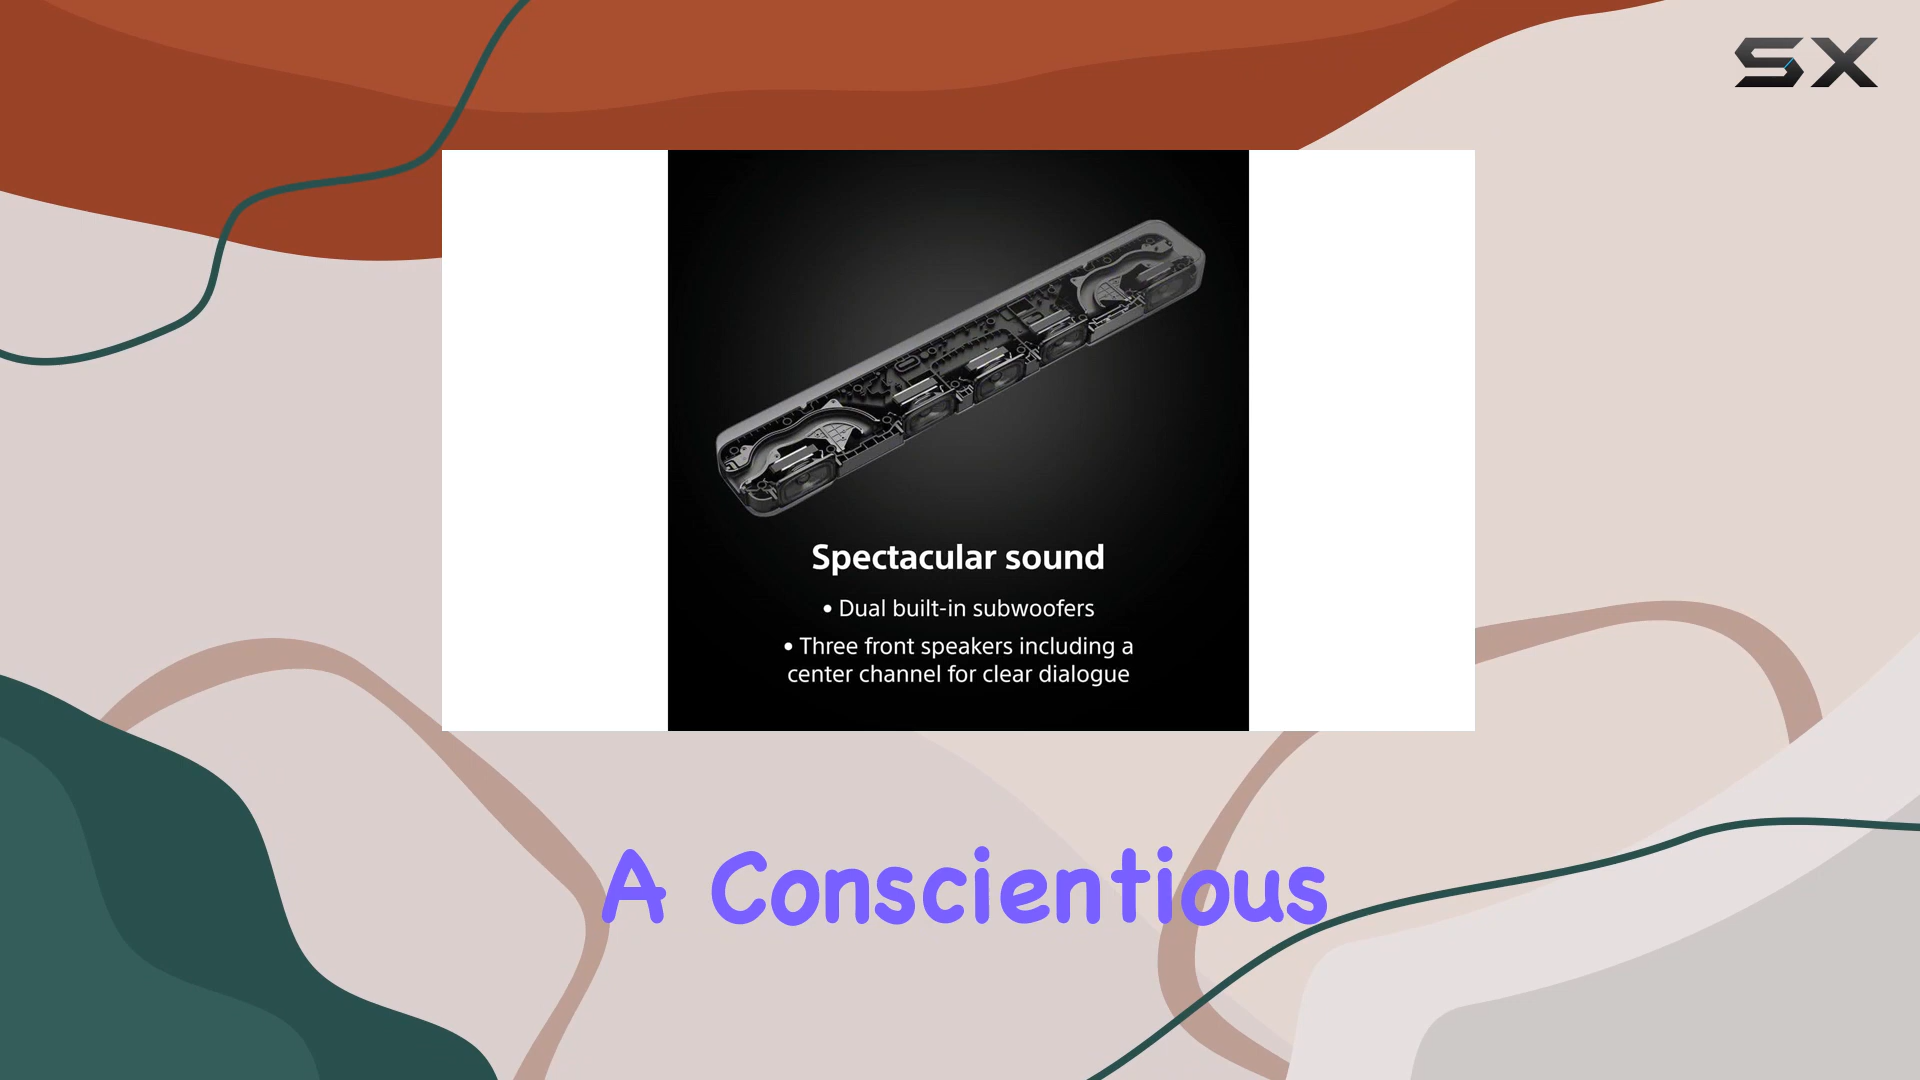 SX
Spectacular sound
• Dual built-in subwoofers
• Three front speakers including a
center channel for clear dialogue
A Conscientious